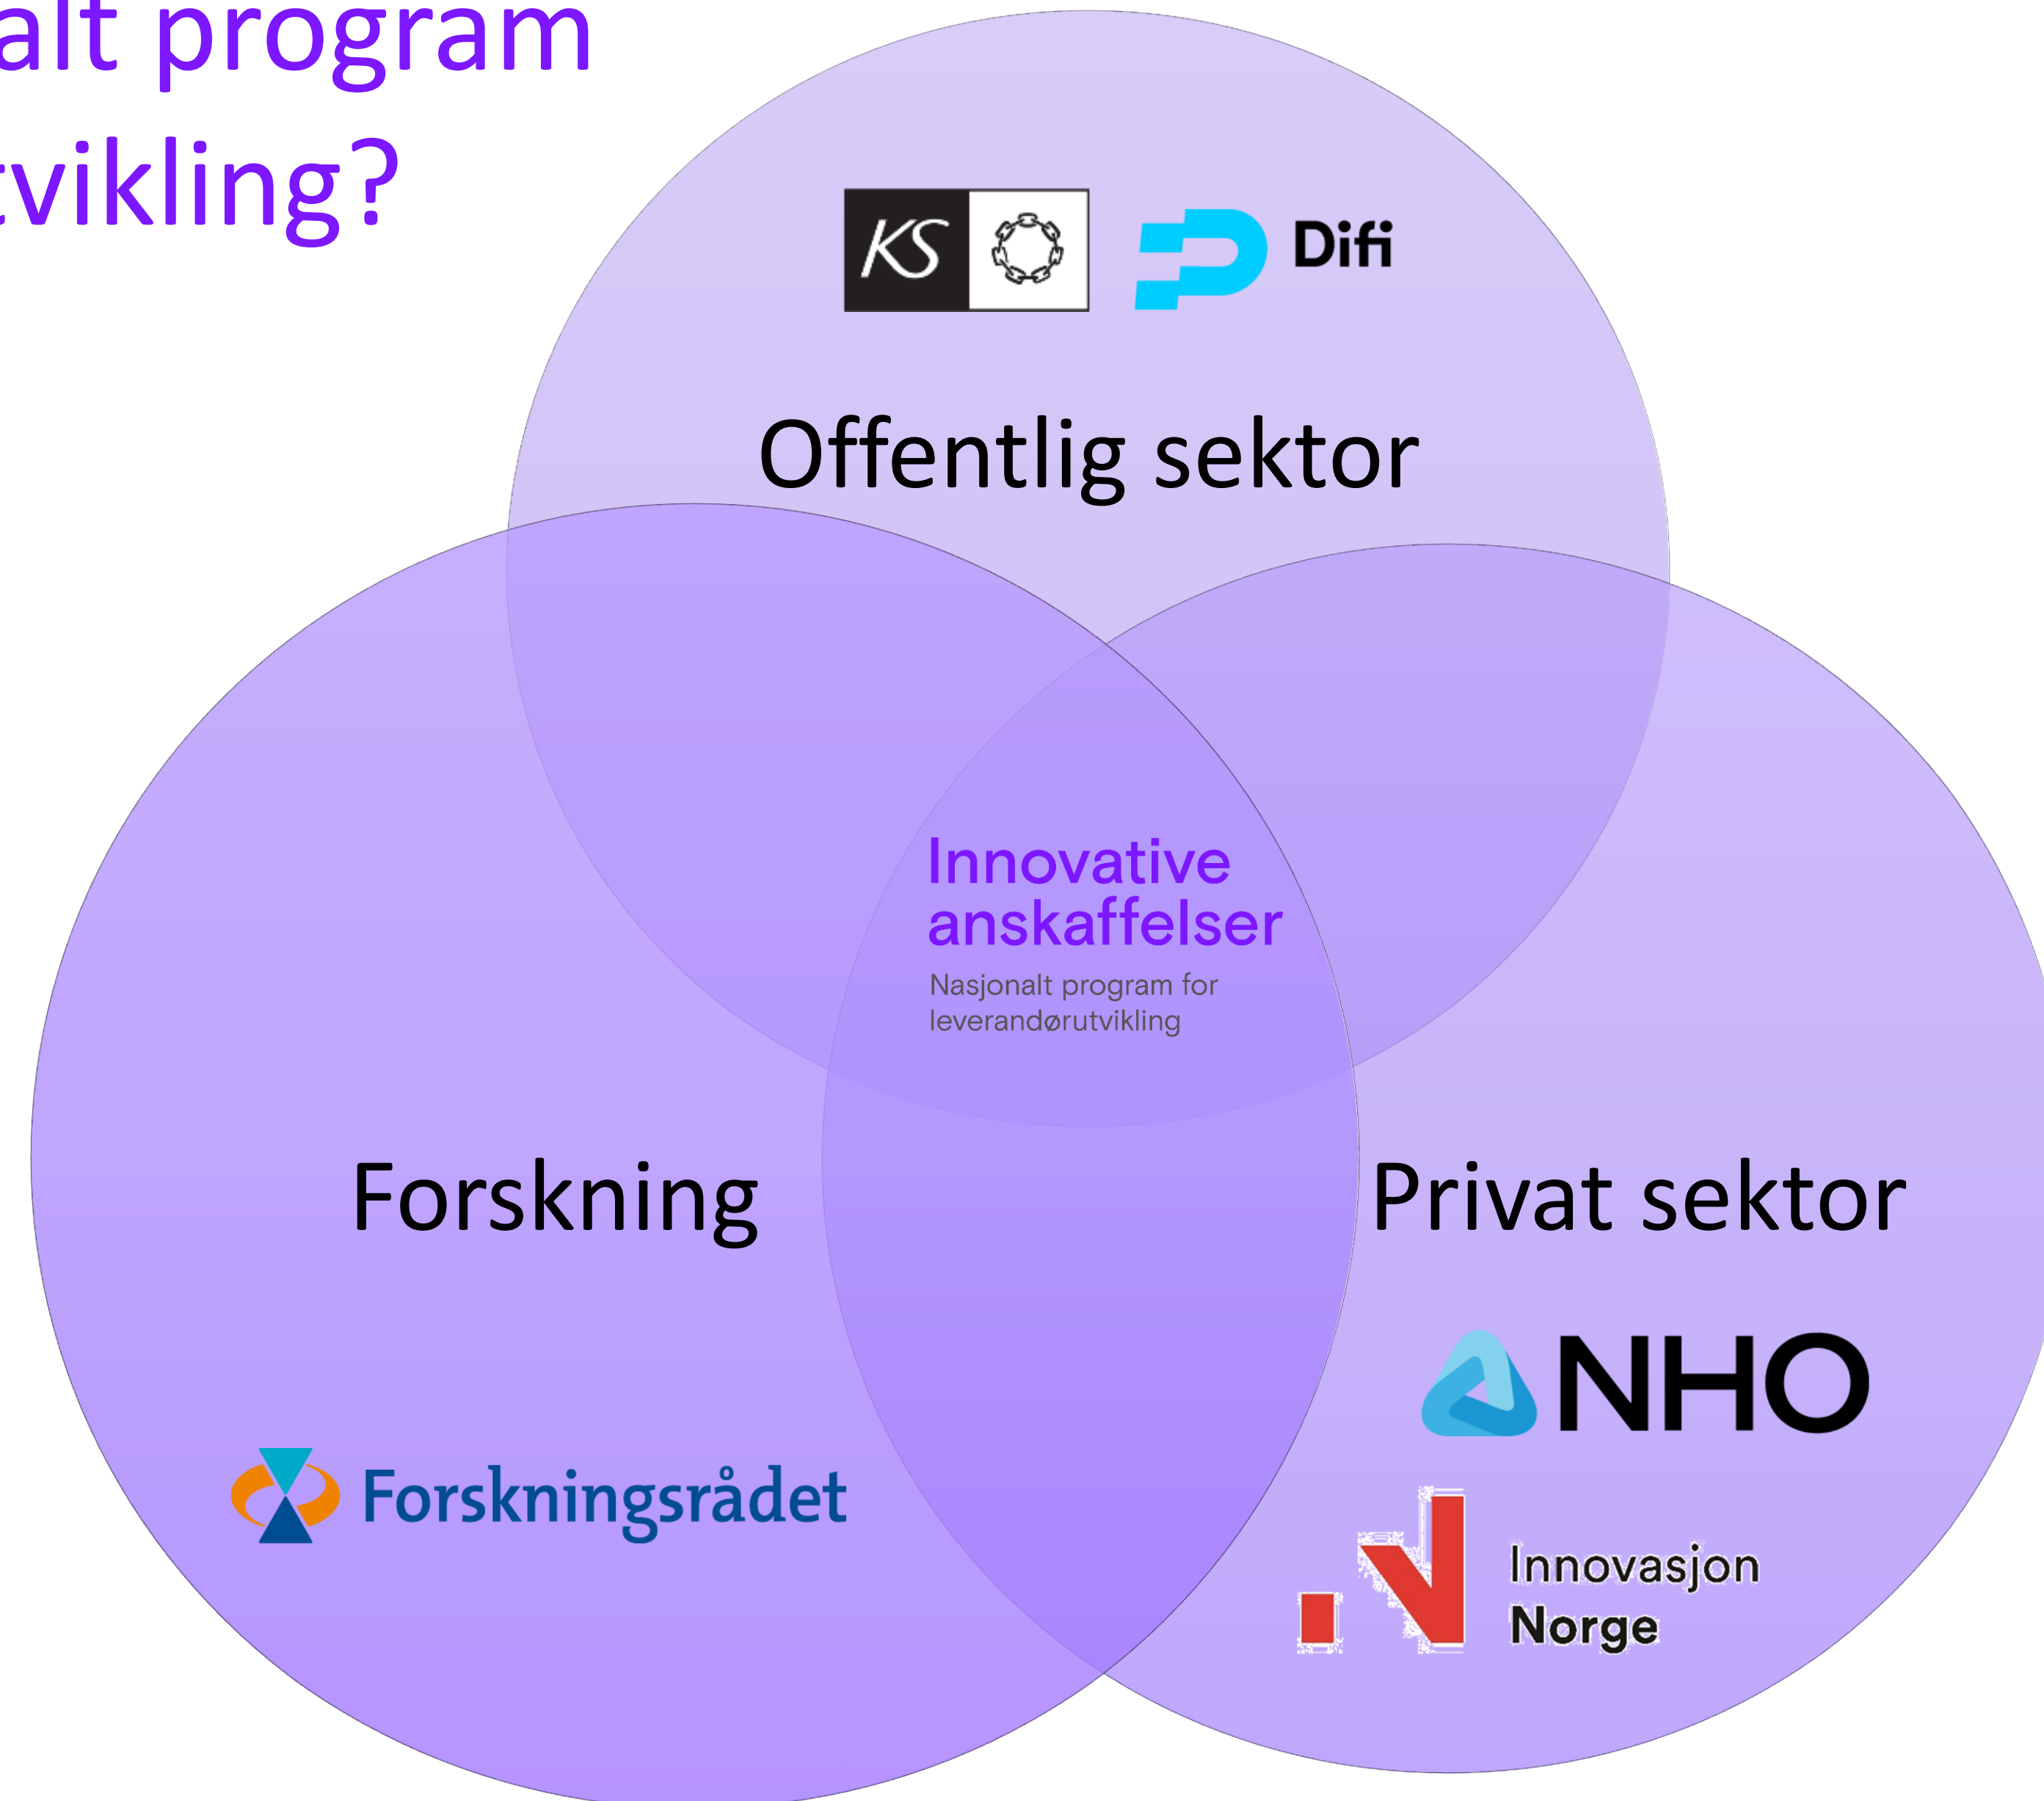 alt program
vikling?
KS
Difi
Offentlig sektor
Innovative
anskaffelser
Nasjonalt program for
leverandørutvikling
Forskning
Privat sektor
NHO
Forskningsrådet
Innovasjon
Norge